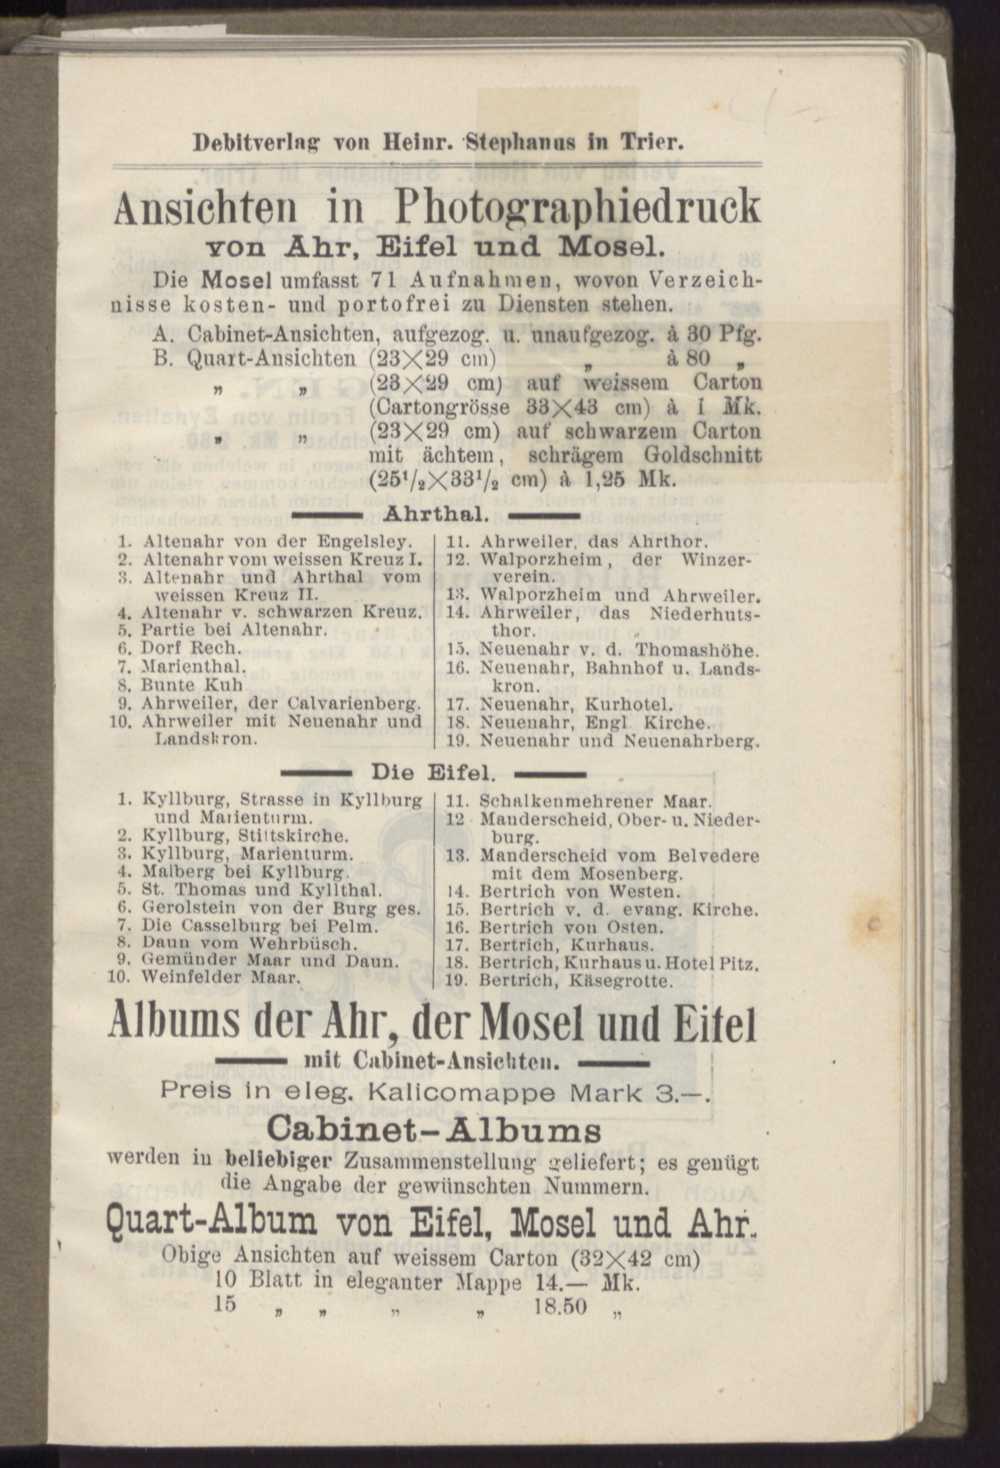 Debitverlag von Heinr. Stephanus in Trier.
Ansichten in Photographiedruck
von Ahr, Eifel und Mosel.
Die Mosel umfasst 71 Aufnahmen, wovon Verzeich-
nisse kosten- und portofrei zu Diensten stehen.
A. Cabinet-Ansichten, aufgezog. u. unaufgezog. à 30 Pfg.
B. Quart-Ansichten (23×29 cm) „ à 80 „
„ „ (23×29 cm) auf weissem Carton
(Cartongrösse 33×43 cm) à 1 Mk.
„ „ (23×29 cm) auf schwarzem Carton
mit ächtem, schrägem Goldschnitt
(25¹/₂×33¹/₂ cm) à 1,25 Mk.
Ahrthal.
1. Altenahr von der Engelsley.
2. Altenahr vom weissen Kreuz I.
3. Altenahr und Ahrthal vom
weissen Kreuz II.
4. Altenahr v. schwarzen Kreuz.
5. Partie bei Altenahr.
6. Dorf Rech.
7. Marienthal.
8. Bunte Kuh
9. Ahrweiler, der Calvarienberg.
10. Ahrweiler mit Neuenahr und
Landskron.
11. Ahrweiler, das Ahrthor.
12. Walporzheim, der Winzer-
verein.
13. Walporzheim und Ahrweiler.
14. Ahrweiler, das Niederhuts-
thor.
15. Neuenahr v. d. Thomashöhe.
16. Neuenahr, Bahnhof u. Lands-
kron.
17. Neuenahr, Kurhotel.
18. Neuenahr, Engl Kirche.
19. Neuenahr und Neuenahrberg.
Die Eifel.
1. Kyllburg, Strasse in Kyllburg
und Marienturm.
2. Kyllburg, Stiftskirche.
3. Kyllburg, Marienturm.
4. Malberg bei Kyllburg.
5. St. Thomas und Kyllthal.
6. Gerolstein von der Burg ges.
7. Die Casselburg bei Pelm.
8. Daun vom Wehrbüsch.
9. Gemünder Maar und Daun.
10. Weinfelder Maar.
11. Schalkenmehrener Maar.
12 Manderscheid, Ober- u. Nieder-
burg.
13. Manderscheid vom Belvedere
mit dem Mosenberg.
14. Bertrich von Westen.
15. Bertrich v. d. evang. Kirche.
16. Bertrich von Osten.
17. Bertrich, Kurhaus.
18. Bertrich, Kurhaus u. Hotel Pitz.
19. Bertrich, Käsegrotte.
Albums der Ahr, der Mosel und Eifel
mit Cabinet-Ansichten.
Preis in eleg. Kalicomappe Mark 3.—.
Cabinet-Albums
werden in beliebiger Zusammenstellung geliefert; es genügt
die Angabe der gewünschten Nummern.
Quart-Album von Eifel, Mosel und Ahr.
Obige Ansichten auf weissem Carton (32×42 cm)
10 Blatt in eleganter Mappe 14.— Mk.
15 „ „ „ „ 18.50 „